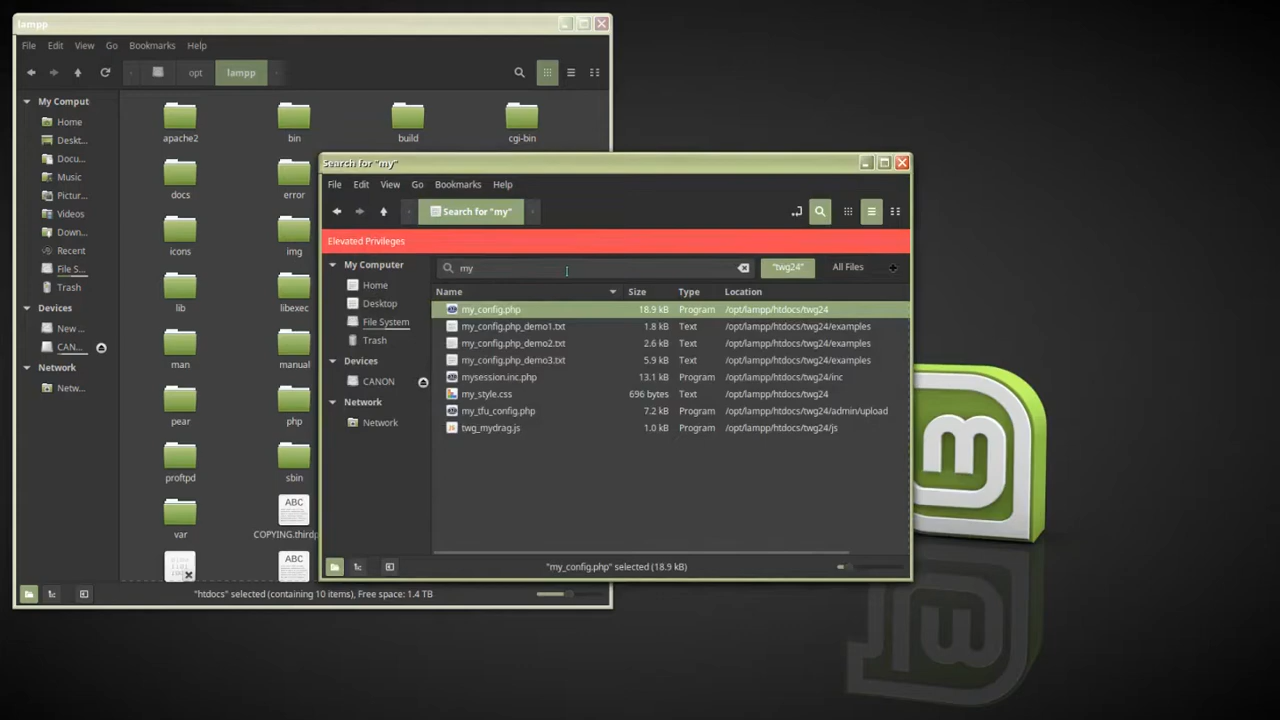 lampp
File Edit View Go Bookmarks Help
opt lampp
My Comput
Home
Deskt...
Docu...
Music
Pictur...
Videos
Down...
Recent
File S...
Trash
Devices
New ...
CAN...
Network
Netw...
apache2 bin build cgi-bin
docs error
icons img
lib libexec
man manual
pear php
proftpd sbin
ABC
var COPYING.thirdp
ABC
"htdocs" selected (containing 10 items), Free space: 1.4 TB
Search for "my"
File Edit View Go Bookmarks Help
Search for "my"
Elevated Privileges
My Computer
Home
Desktop
File System
Trash
Devices
CANON
Network
Network
my "twg24" All Files
Name Size Type Location
my_config.php 18.9 kB Program /opt/lampp/htdocs/twg24
my_config.php_demo1.txt 1.8 kB Text /opt/lampp/htdocs/twg24/examples
my_config.php_demo2.txt 2.6 kB Text /opt/lampp/htdocs/twg24/examples
my_config.php_demo3.txt 5.9 kB Text /opt/lampp/htdocs/twg24/examples
mysession.inc.php 13.1 kB Program /opt/lampp/htdocs/twg24/inc
my_style.css 696 bytes Text /opt/lampp/htdocs/twg24
my_tfu_config.php 7.2 kB Program /opt/lampp/htdocs/twg24/admin/upload
twg_mydrag.js 1.0 kB Program /opt/lampp/htdocs/twg24/js
"my_config.php" selected (18.9 kB)